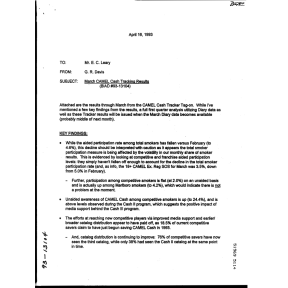 April 19, 1993
TO: Mr. E. C. Leary
FROM: G. R. Davis
SUBJECT: March CAMEL Cash Tracking Results
(BAO #93-13104)
Attached are the results through March from the CAMEL Cash Tracker Tag-on. While I've
mentioned a few key findings from the results, a full first quarter analysis utilizing Diary data as
well as these Tracker results will be issued when the March Diary data becomes available
(probably middle of next month).
KEY FINDINGS:
While the aided participation rate among total smokers has fallen versus February (to
4.6%), this decline should be interpreted with caution as it appears the total smoker
participation measure is being affected by the volatility in our monthly share of smoker
results. This is evidenced by looking at competitive and franchise aided participation
levels; they simply haven't fallen off enough to account for the decline in the total smoker
participation rate (and, as info, the 18+ CAMEL Ex. Reg SOS for March was 3.9%, down
from 5.0% in February).
- Further, participation among competitive smokers is flat (at 2.9%) on an unaided basis
and is actually up among Marlboro smokers (to 4.2%), which would indicate there is not
a problem at the moment.
Unaided awareness of CAMEL Cash among competitive smokers is up (to 24.4%), and is
above levels observed during the Cash II program, which suggests the positive impact of
media support behind the Cash III program.
The efforts at reaching new competitive players via improved media support and earlier/
broader catalog distribution appear to have paid off, as 18.5% of current competitive
savers claim to have just begun saving CAMEL Cash in 1993.
- And, catalog distribution is continuing to improve: 76% of competitive savers have now
seen the third catalog, while only 38% had seen the Cash II catalog at the same point
in time.
93-13104